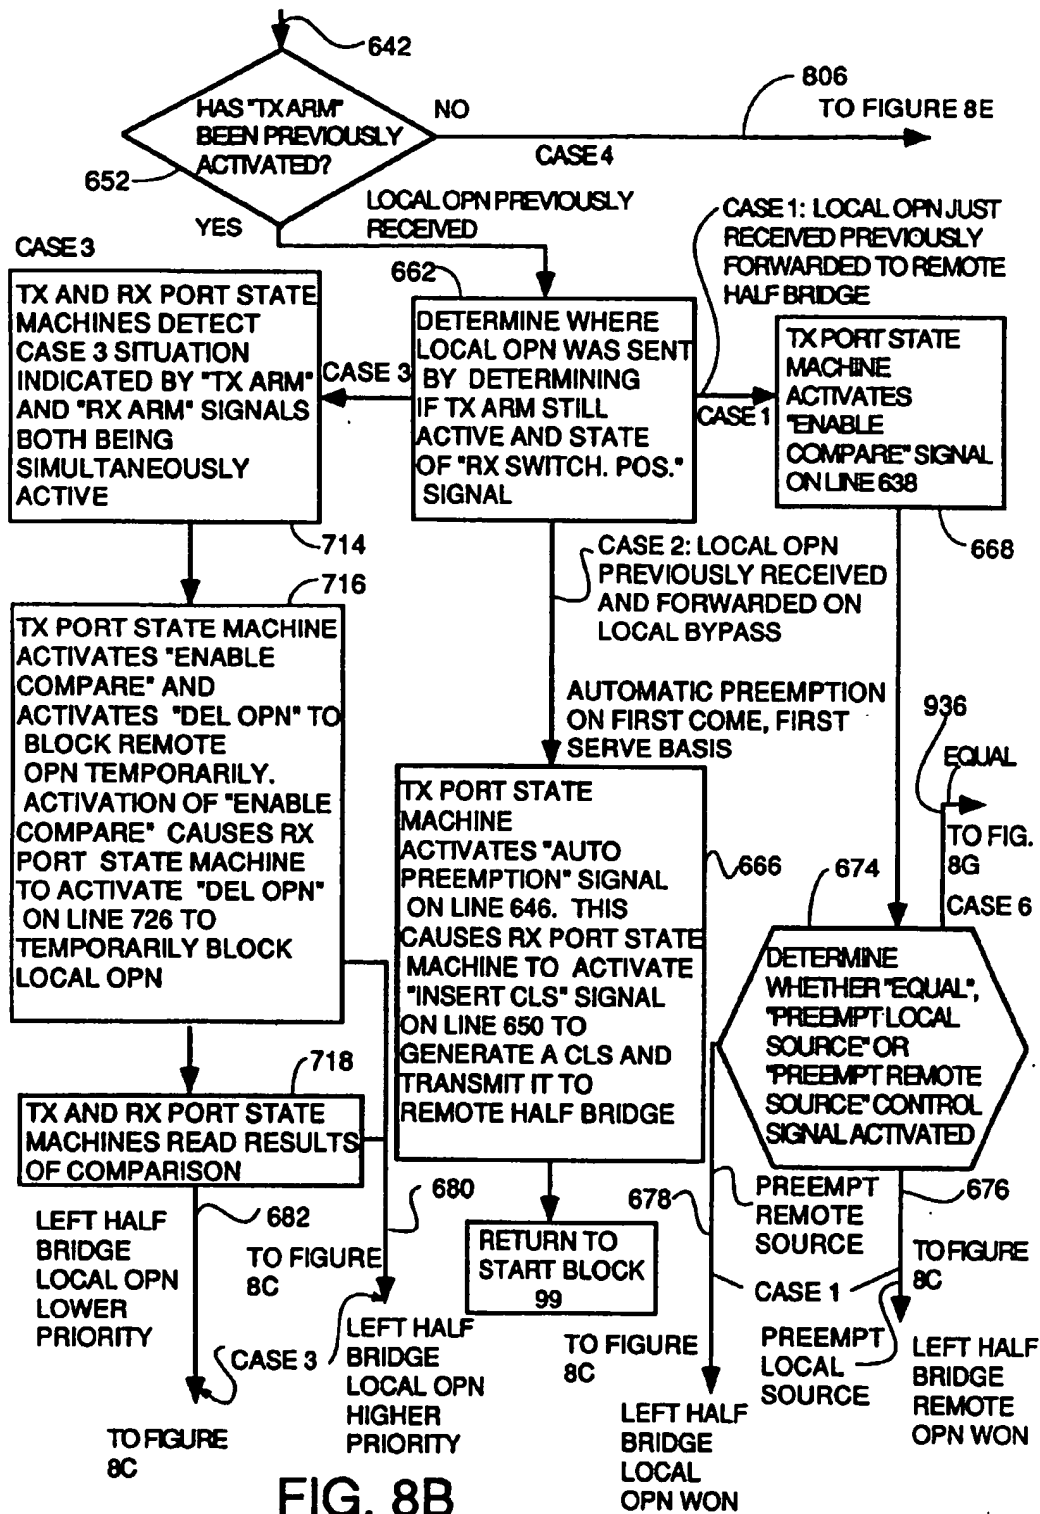 642
HAS "TX ARM"
BEEN PREVIOUSLY
ACTIVATED?
652
NO
CASE 4
806
TO FIGURE 8E
YES
LOCAL OPN PREVIOUSLY
RECEIVED
CASE 1: LOCAL OPN JUST
RECEIVED PREVIOUSLY
FORWARDED TO REMOTE
HALF BRIDGE
CASE 3
TX AND RX PORT STATE
MACHINES DETECT
CASE 3 SITUATION
INDICATED BY "TX ARM"
AND "RX ARM" SIGNALS
BOTH BEING
SIMULTANEOUSLY
ACTIVE
714
CASE 3
662
DETERMINE WHERE
LOCAL OPN WAS SENT
BY DETERMINING
IF TX ARM STILL
ACTIVE AND STATE
OF "RX SWITCH. POS."
SIGNAL
CASE 1
TX PORT STATE
MACHINE
ACTIVATES
"ENABLE
COMPARE" SIGNAL
ON LINE 638
668
CASE 2: LOCAL OPN
PREVIOUSLY RECEIVED
AND FORWARDED ON
LOCAL BYPASS
716
TX PORT STATE MACHINE
ACTIVATES "ENABLE
COMPARE" AND
ACTIVATES "DEL OPN" TO
BLOCK REMOTE
OPN TEMPORARILY.
ACTIVATION OF "ENABLE
COMPARE" CAUSES RX
PORT STATE MACHINE
TO ACTIVATE "DEL OPN"
ON LINE 726 TO
TEMPORARILY BLOCK
LOCAL OPN
AUTOMATIC PREEMPTION
ON FIRST COME, FIRST
SERVE BASIS
TX PORT STATE
MACHINE
ACTIVATES "AUTO
PREEMPTION" SIGNAL
ON LINE 646. THIS
CAUSES RX PORT STATE
MACHINE TO ACTIVATE
"INSERT CLS" SIGNAL
ON LINE 650 TO
GENERATE A CLS AND
TRANSMIT IT TO
REMOTE HALF BRIDGE
666
936
EQUAL
TO FIG.
8G
CASE 6
674
DETERMINE
WHETHER "EQUAL",
"PREEMPT LOCAL
SOURCE" OR
"PREEMPT REMOTE
SOURCE" CONTROL
SIGNAL ACTIVATED
718
TX AND RX PORT STATE
MACHINES READ RESULTS
OF COMPARISON
682
LEFT HALF
BRIDGE
LOCAL OPN
LOWER
PRIORITY
TO FIGURE
8C
CASE 3
680
TO FIGURE
8C
LEFT HALF
BRIDGE
LOCAL OPN
HIGHER
PRIORITY
RETURN TO
START BLOCK
99
678
PREEMPT
REMOTE
SOURCE
CASE 1
TO FIGURE
8C
LEFT HALF
BRIDGE
LOCAL
OPN WON
676
TO FIGURE
8C
PREEMPT
LOCAL
SOURCE
LEFT HALF
BRIDGE
REMOTE
OPN WON
FIG. 8B